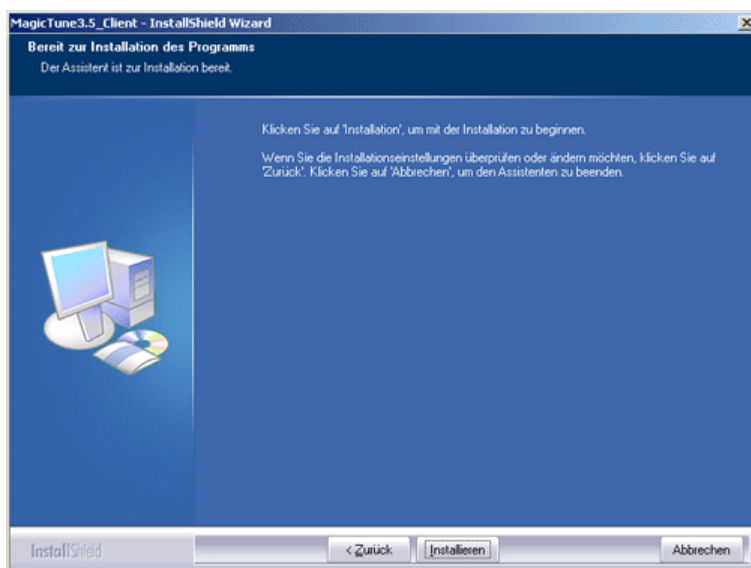 MagicTune3.5_Client - InstallShield Wizard
Bereit zur Installation des Programms
Der Assistent ist zur Installation bereit.
Klicken Sie auf 'Installation', um mit der Installation zu beginnen.
Wenn Sie die Installationseinstellungen überprüfen oder ändern möchten, klicken Sie auf
'Zurück'. Klicken Sie auf 'Abbrechen', um den Assistenten zu beenden.
InstallShield
< Zurück
Installieren
Abbrechen